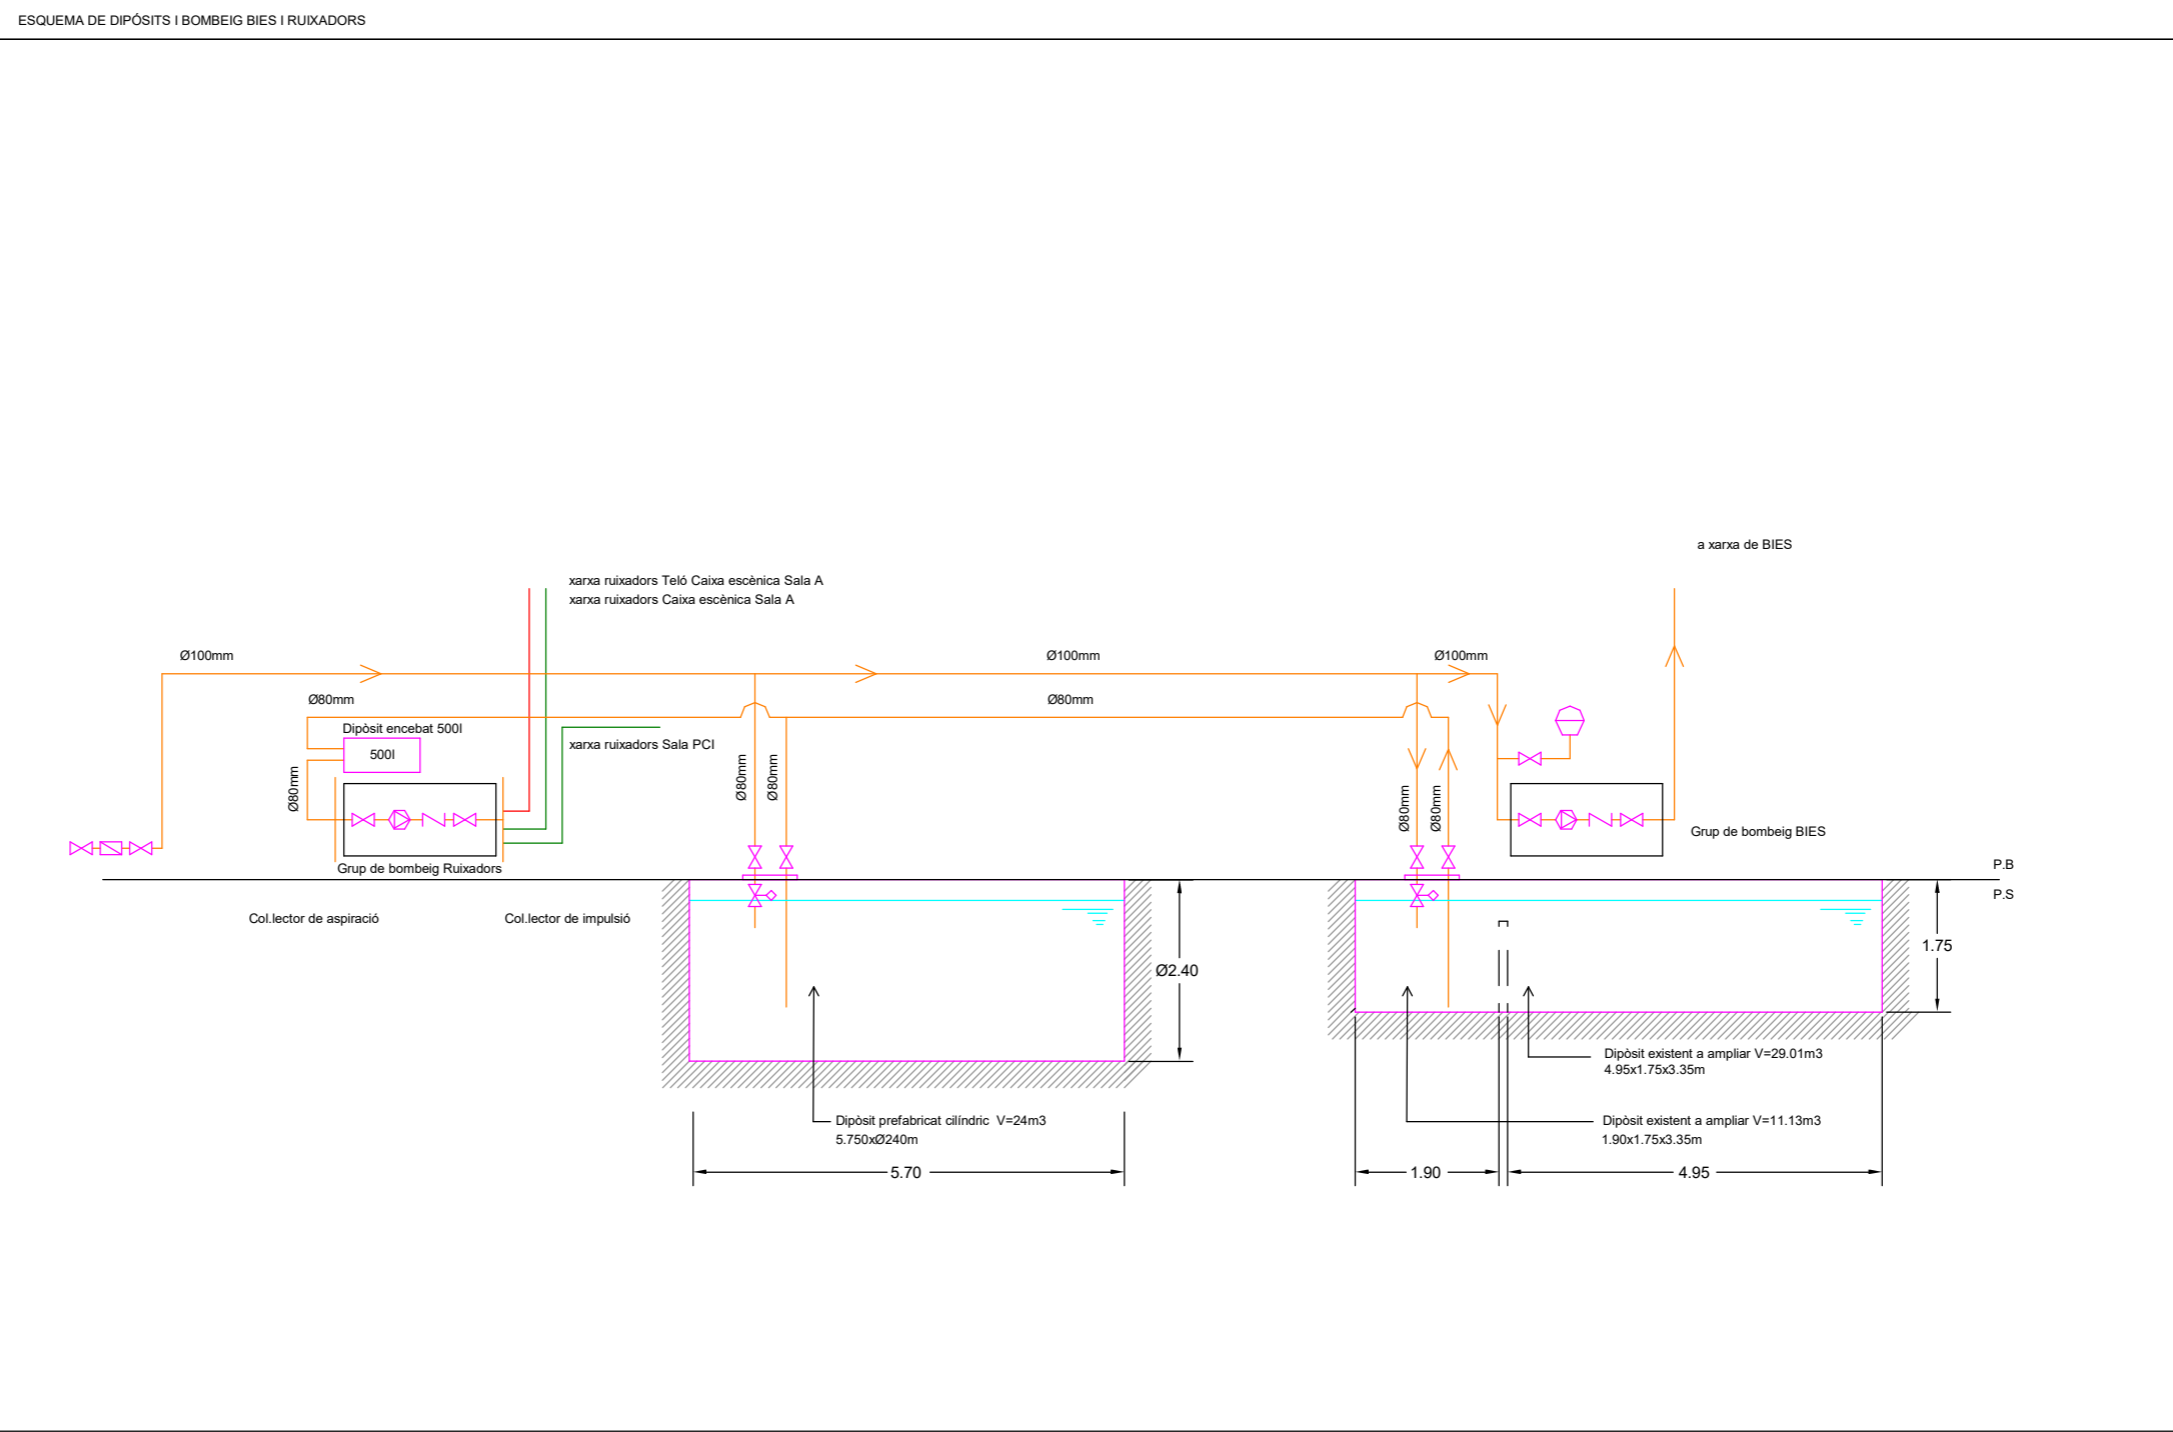 ESQUEMA DE DIPÓSITS I BOMBEIG BIES I RUIXADORS
a xarxa de BIES
xarxa ruixadors Teló Caixa escènica Sala A
xarxa ruixadors Caixa escènica Sala A
Ø100mm
Ø100mm
Ø100mm
Ø80mm
Ø80mm
Dipòsit encebat 500l
500l
xarxa ruixadors Sala PCI
Ø80mm
Ø80mm
Ø80mm
Ø80mm
Ø80mm
Grup de bombeig BIES
Grup de bombeig Ruixadors
P.B
P.S
Col.lector de aspiració
Col.lector de impulsió
1.75
Ø2.40
Dipòsit existent a ampliar V=29.01m3
4.95x1.75x3.35m
Dipòsit prefabricat cilíndric V=24m3
5.750xØ240m
Dipòsit existent a ampliar V=11.13m3
1.90x1.75x3.35m
5.70
1.90
4.95